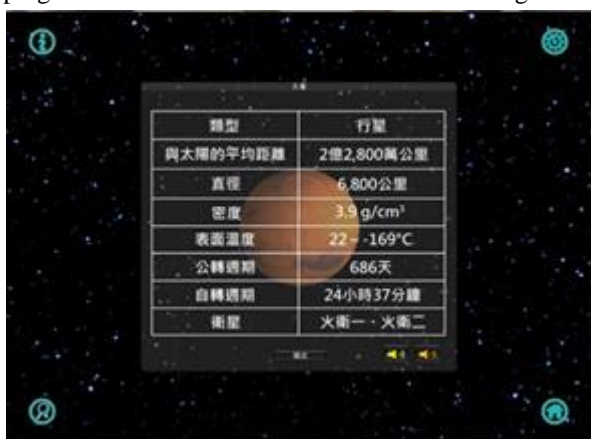 類型 行星
與太陽的平均距離 2億2,800萬公里
直徑 6,800公里
密度 3.9 g/cm³
表面溫度 22 ~ -169°C
公轉週期 686天
自轉週期 24小時37分鐘
衛星 火衛一、火衛二